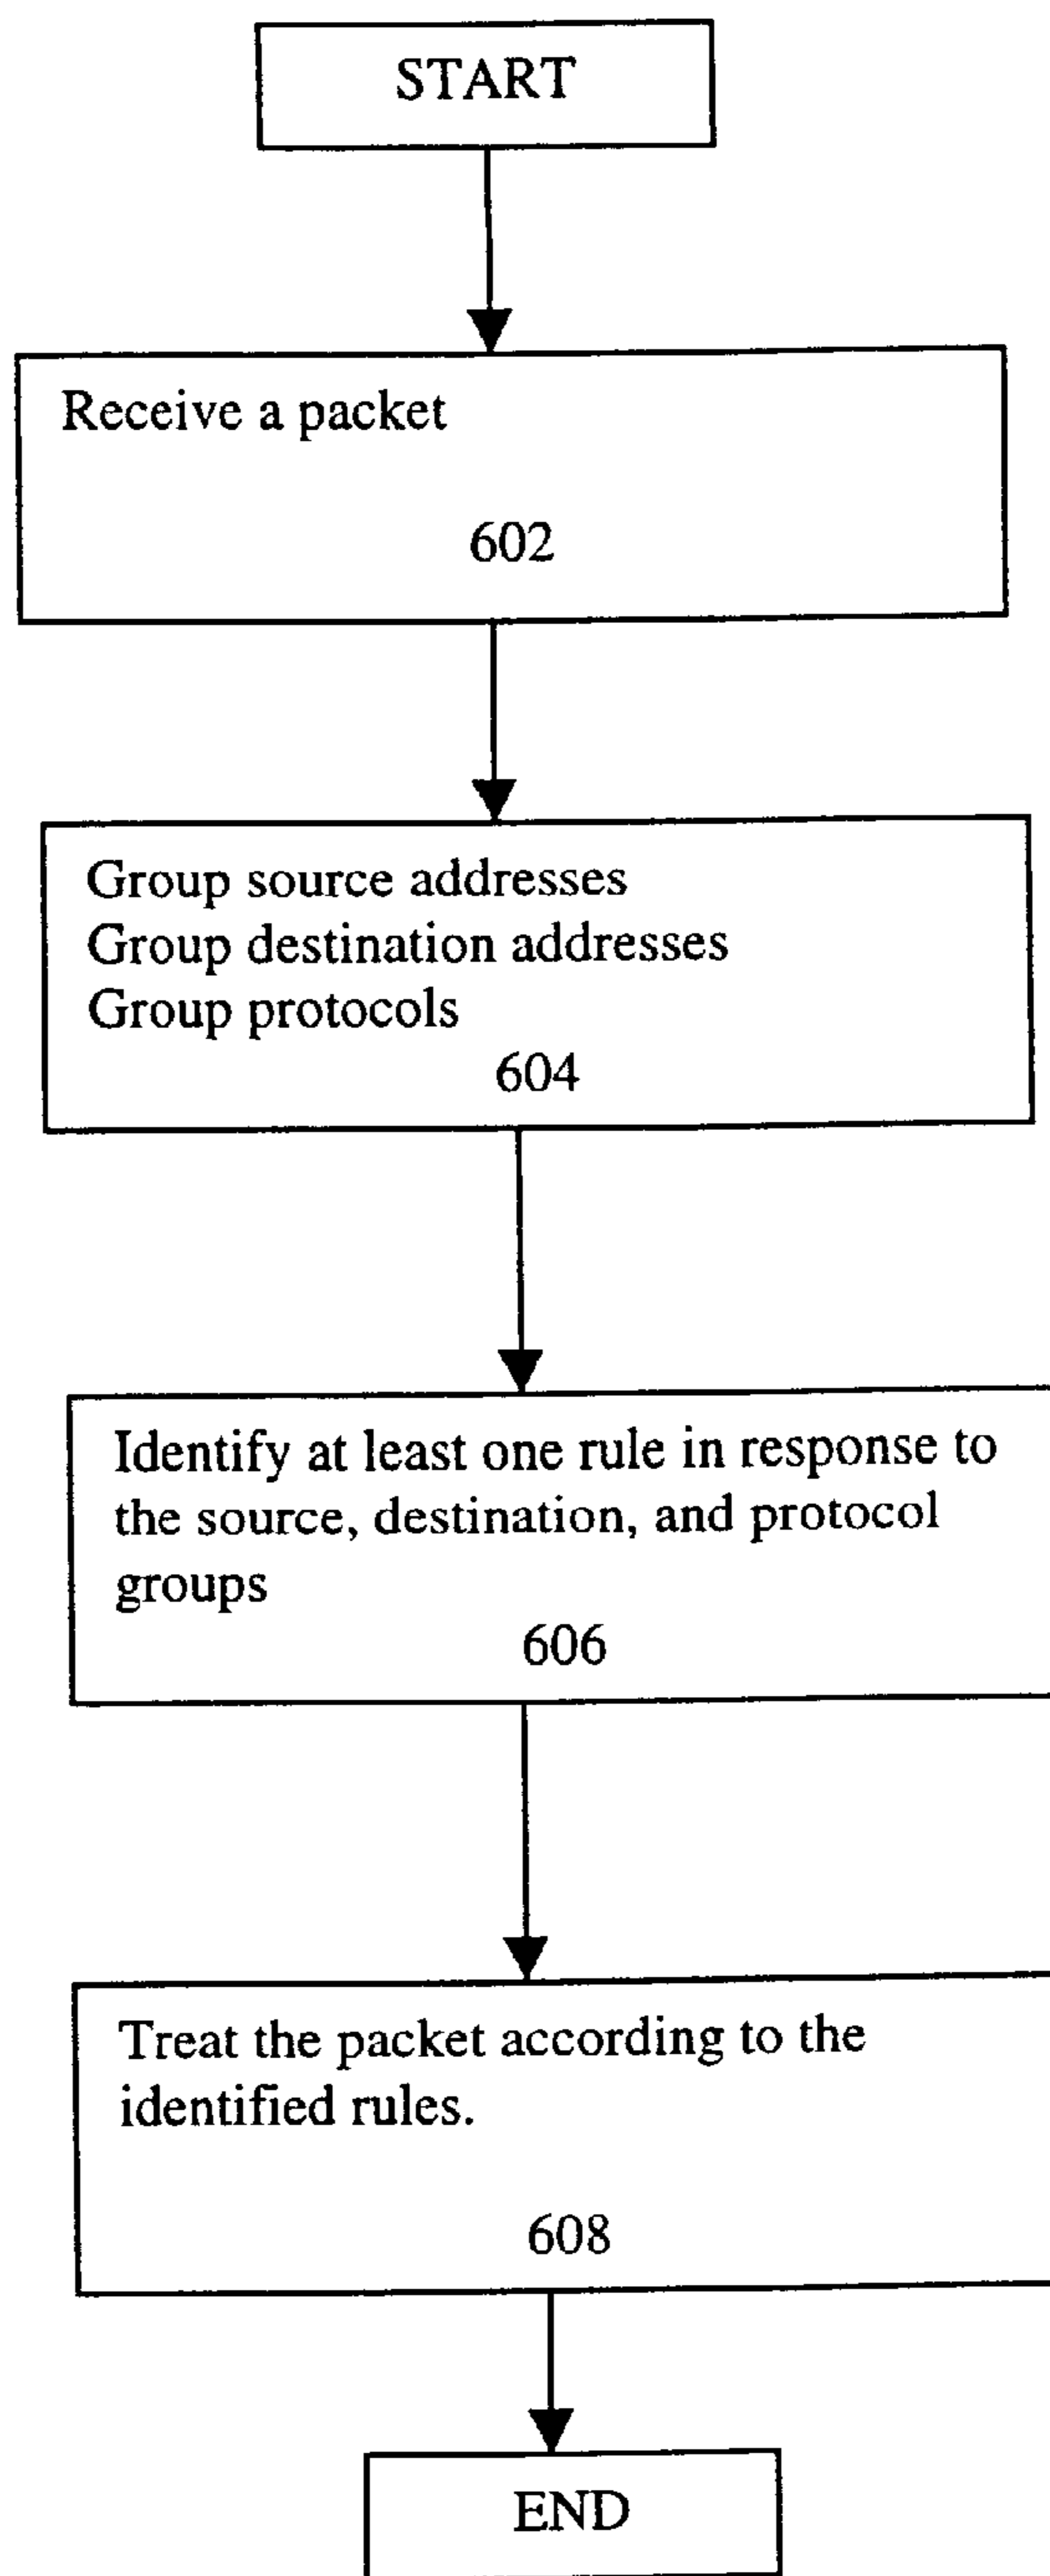 START
Receive a packet
602
Group source addresses
Group destination addresses
Group protocols
604
Identify at least one rule in response to
the source, destination, and protocol
groups
606
Treat the packet according to the
identified rules.
608
END